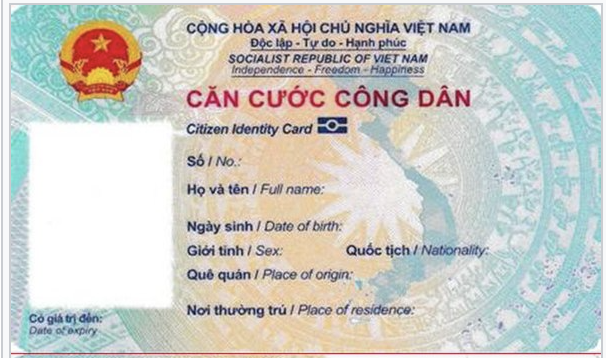 CỘNG HÒA XÃ HỘI CHỦ NGHĨA VIỆT NAM
Độc lập - Tự do - Hạnh phúc
SOCIALIST REPUBLIC OF VIET NAM
Independence - Freedom - Happiness
CĂN CƯỚC CÔNG DÂN
Citizen Identity Card
Số / No.:
Họ và tên / Full name:
Ngày sinh / Date of birth:
Giới tính / Sex: Quốc tịch / Nationality:
Quê quán / Place of origin:
Nơi thường trú / Place of residence:
Có giá trị đến:
Date of expiry